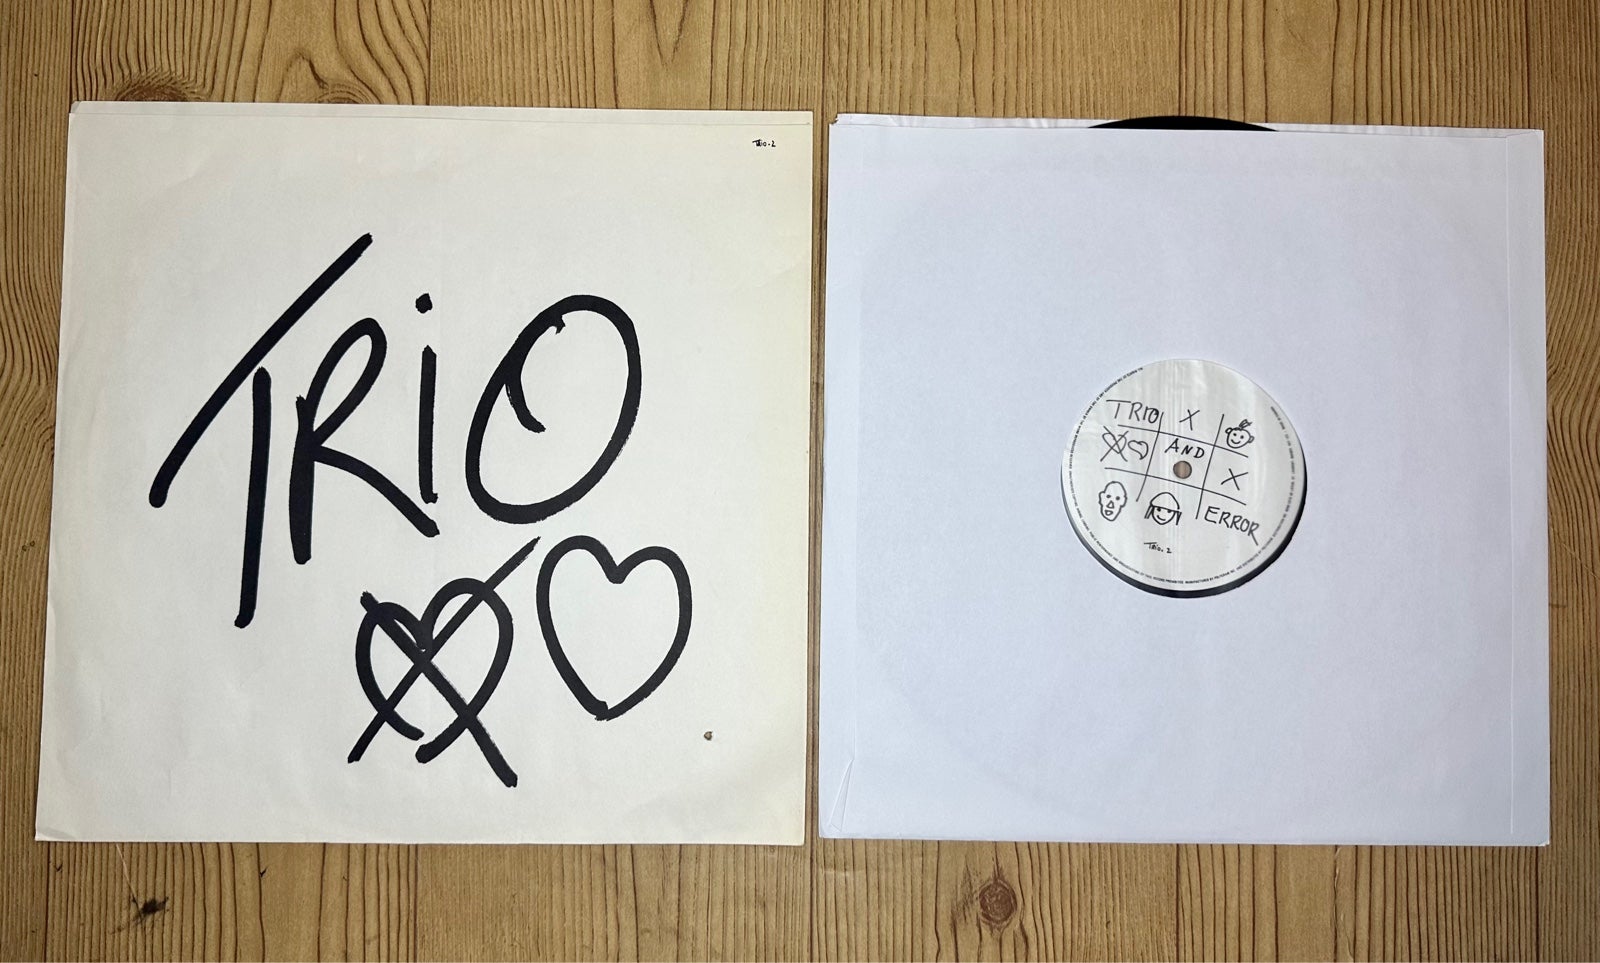 Trio.2
TRiO
TRIO X
AND
X
ERROR
Trio.2